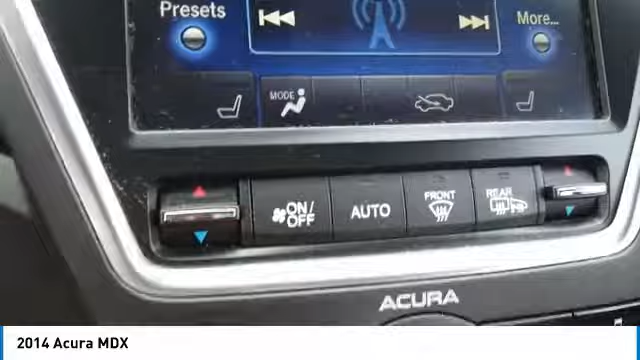 Presets
More...
MODE
ON/
OFF
AUTO
FRONT
REAR
ACURA
2014 Acura MDX